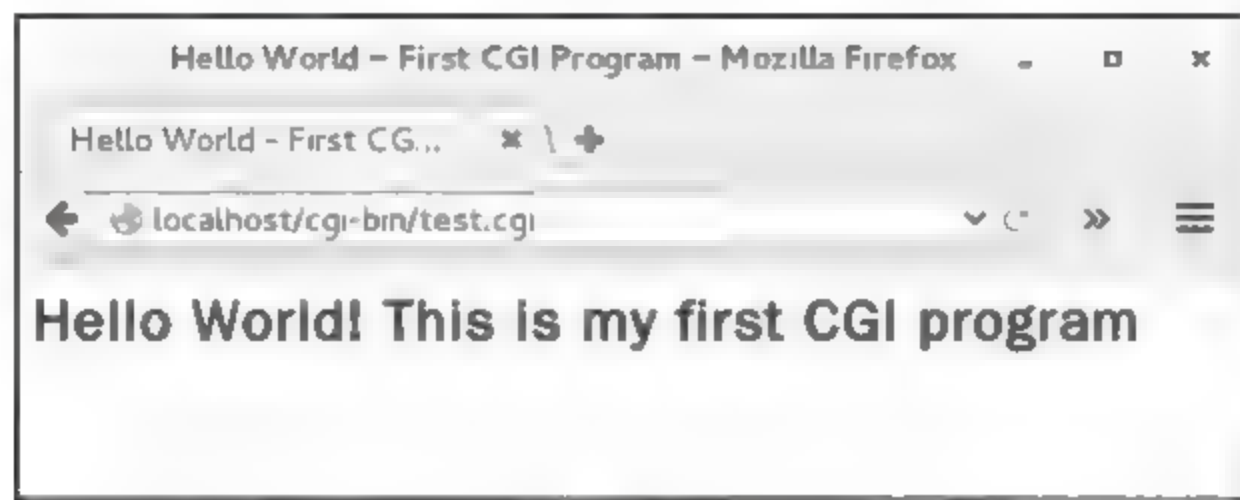 Hello World – First CGI Program – Mozilla Firefox
Hello World - First CG...
localhost/cgi-bin/test.cgi
Hello World! This is my first CGI program